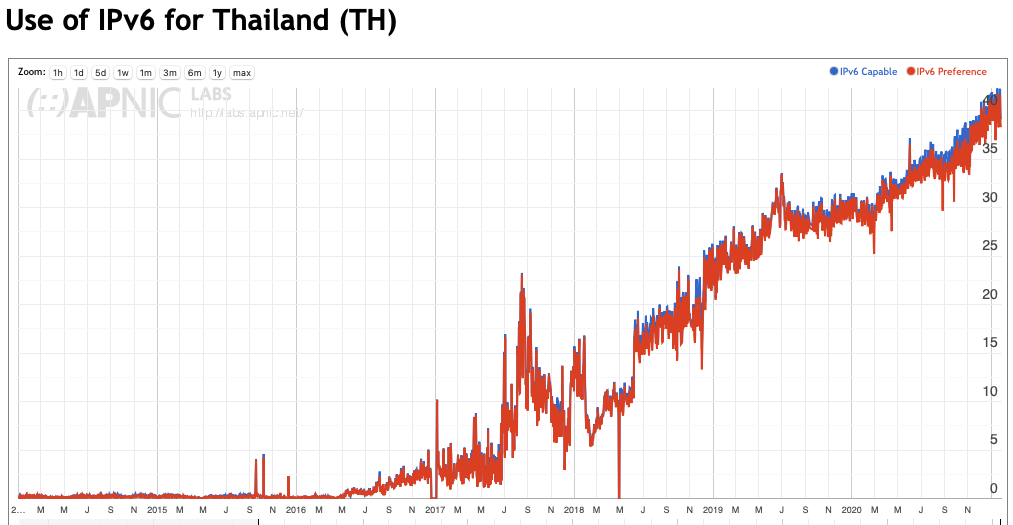 Use of IPv6 for Thailand (TH)
Zoom: 1h 1d 5d 1w 1m 3m 6m 1y max
IPv6 Capable IPv6 Preference
(::) APNIC LABS
http://labs.apnic.net/
40
35
30
25
20
15
10
5
0
2... M M J S N 2015 M M J S N 2016 M M J S N 2017 M M J S N 2018 M M J S N 2019 M M J S N 2020 M M J S N